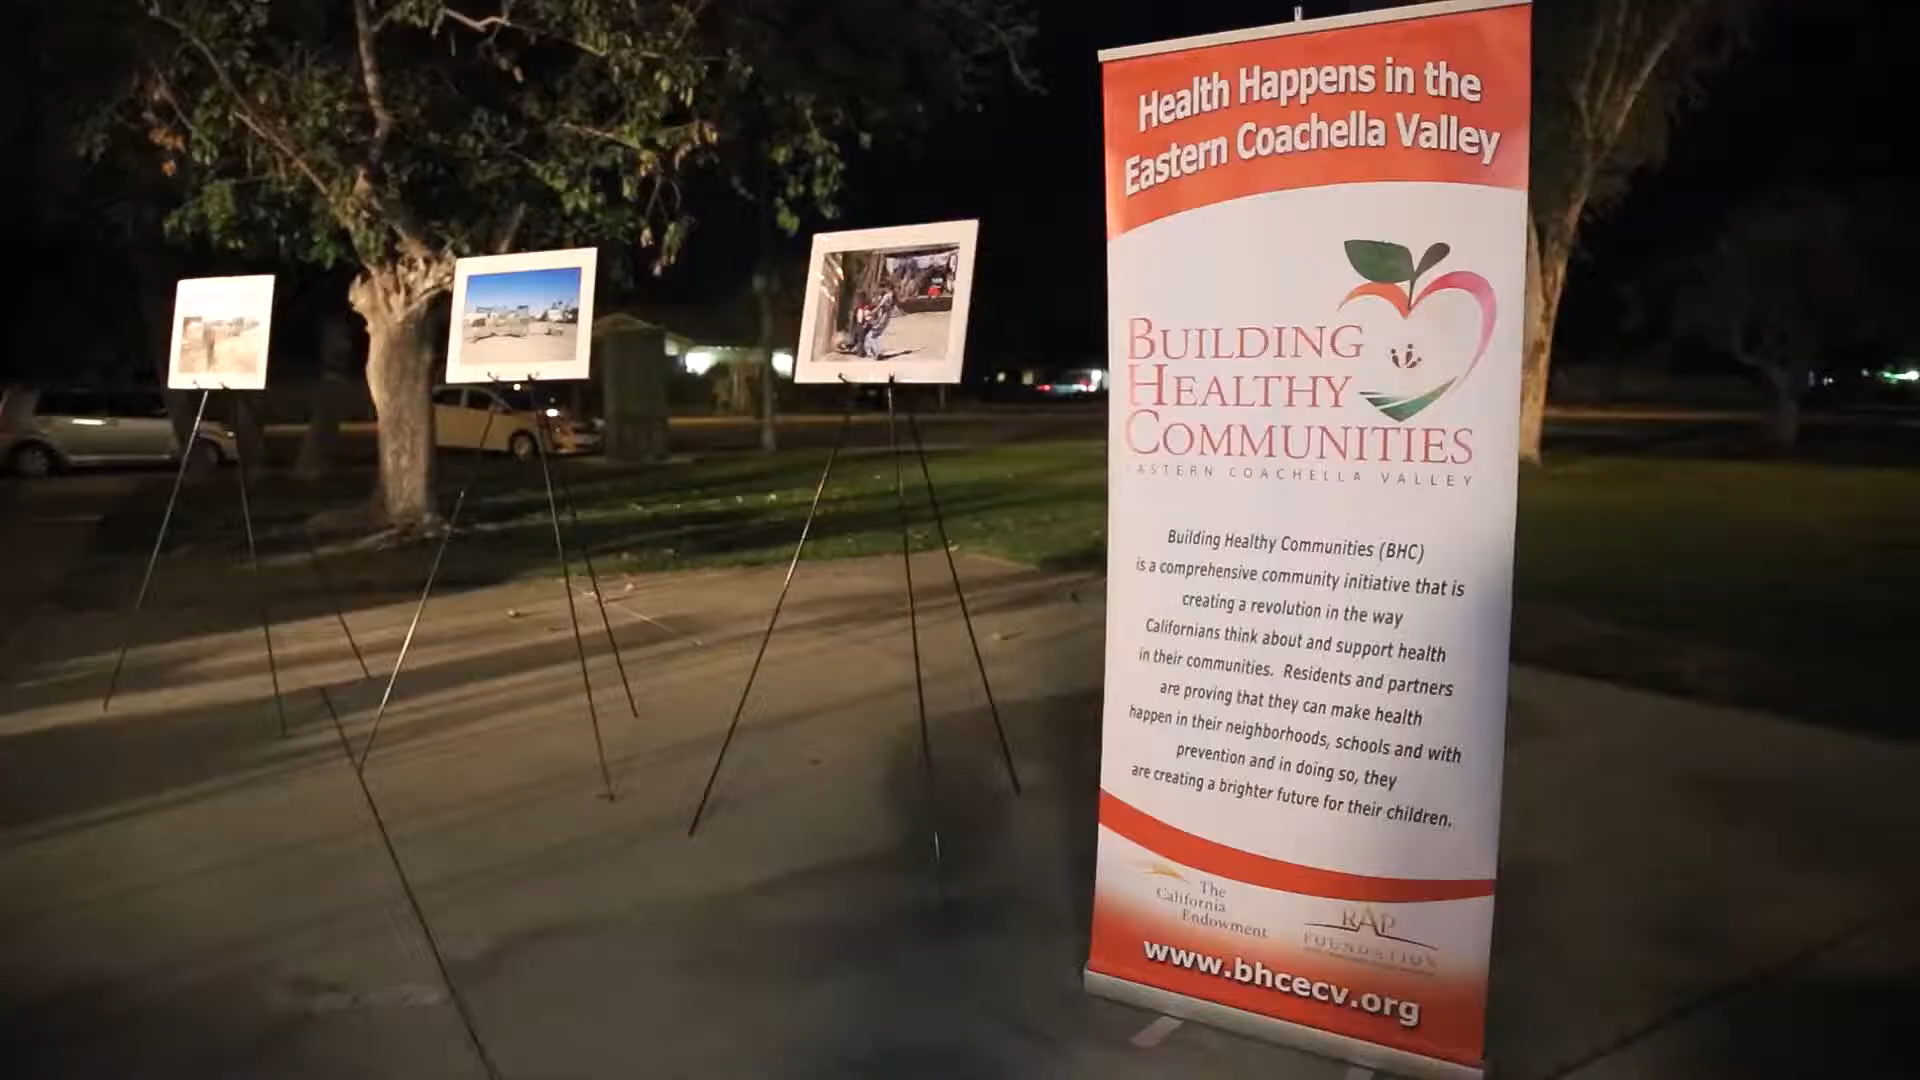 Health Happens in the
Eastern Coachella Valley
BUILDING
HEALTHY
COMMUNITIES
EASTERN COACHELLA VALLEY
Building Healthy Communities (BHC)
is a comprehensive community initiative that is
creating a revolution in the way
Californians think about and support health
in their communities. Residents and partners
are proving that they can make health
happen in their neighborhoods, schools and with
prevention and in doing so, they
are creating a brighter future for their children.
The
California
Endowment
RAP
FOUNDATION
www.bhcecv.org